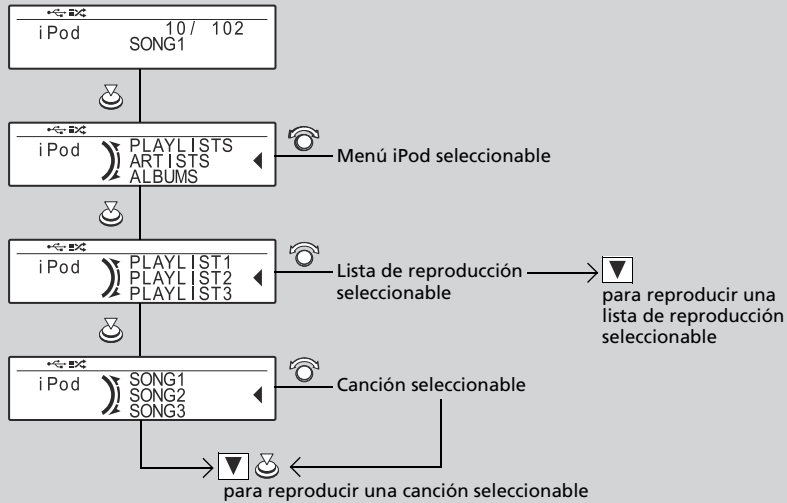 iPod 10/ 102
SONG1
iPod PLAYLISTS
ARTISTS
ALBUMS
Menú iPod seleccionable
iPod PLAYLIST1
PLAYLIST2
PLAYLIST3
Lista de reproducción
seleccionable
para reproducir una
lista de reproducción
seleccionable
iPod SONG1
SONG2
SONG3
Canción seleccionable
para reproducir una canción seleccionable